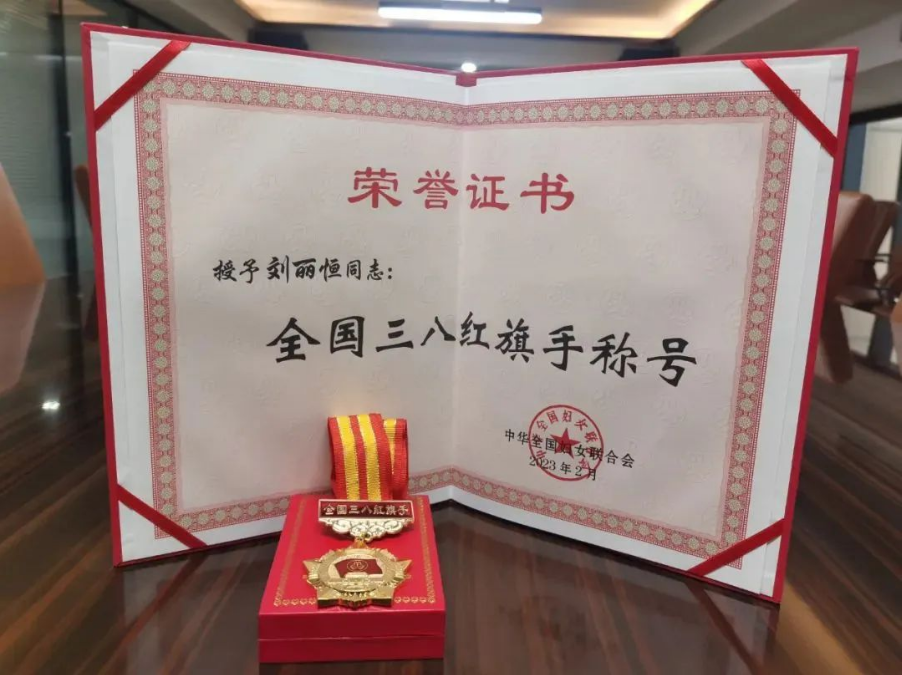 荣誉证书
授予刘丽恒同志：
全国三八红旗手称号
中华全国妇女联合会
2023年2月
全国三八红旗手